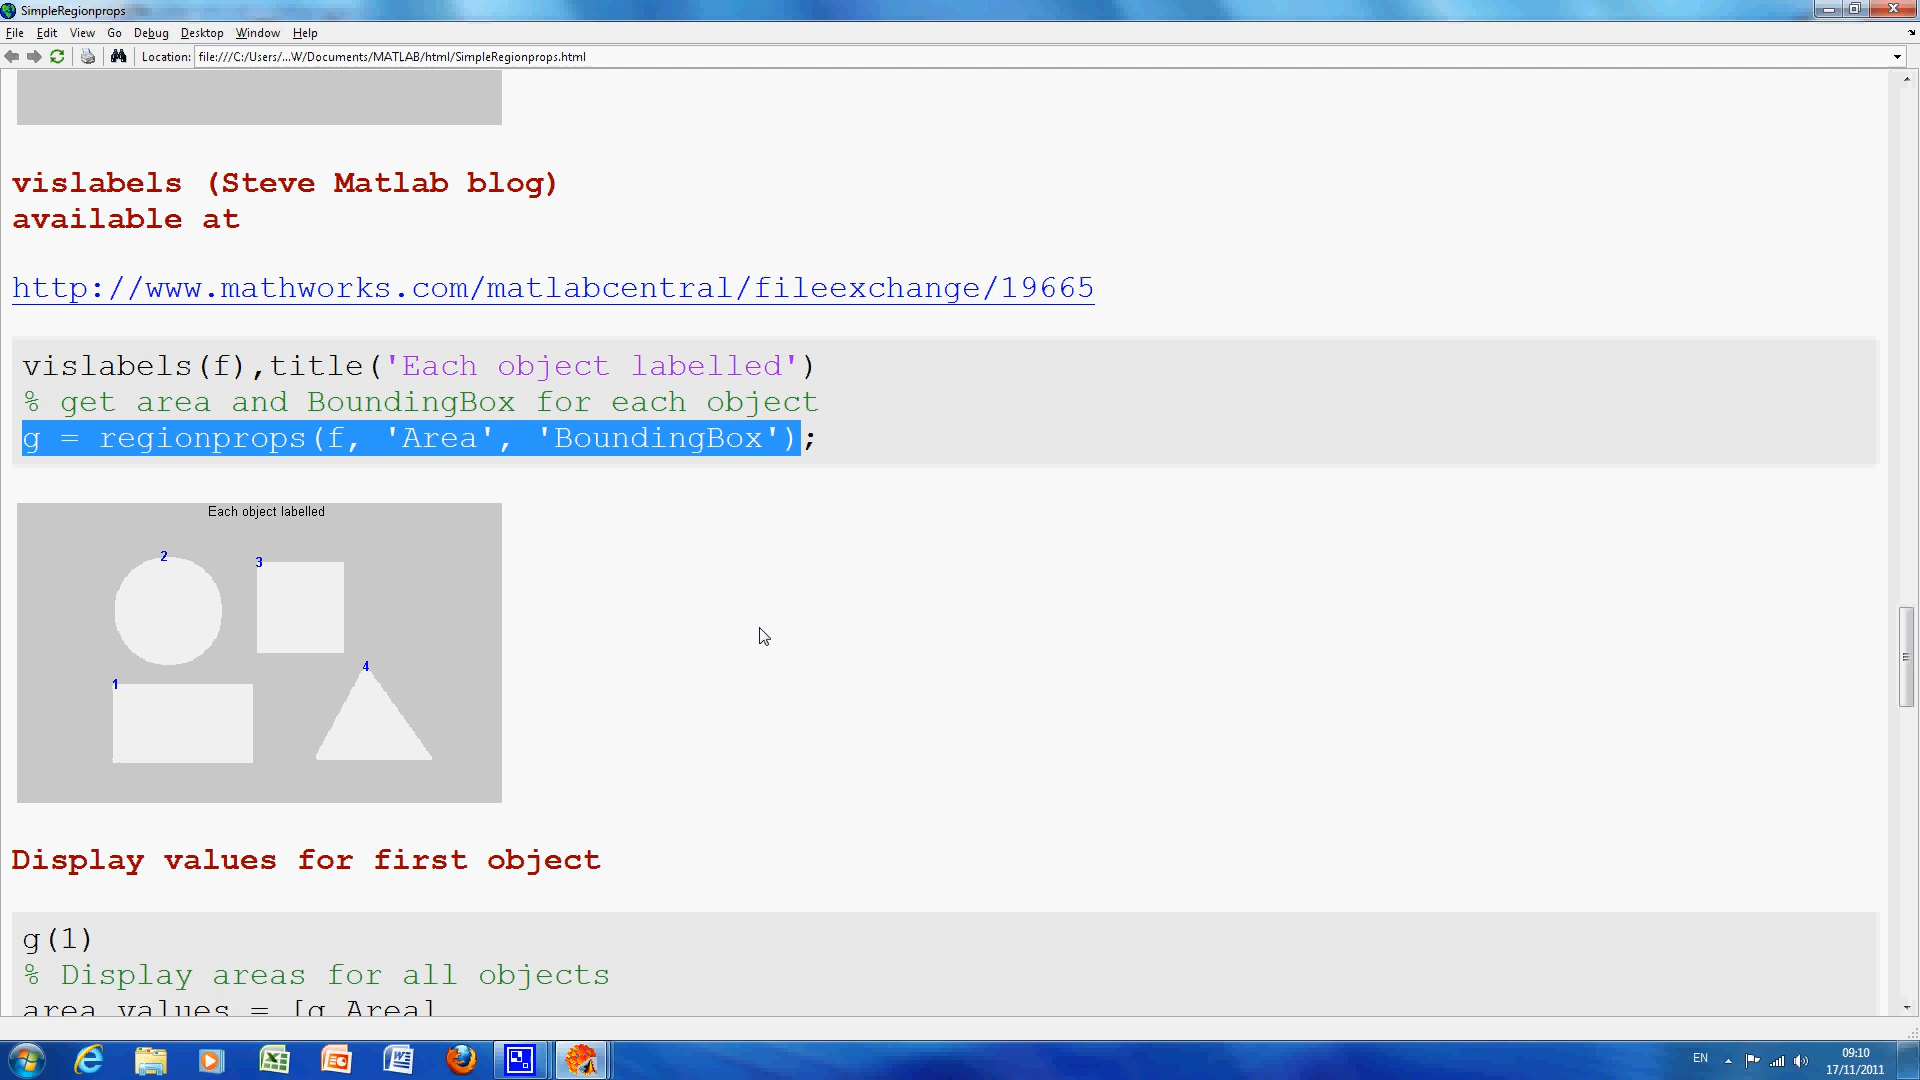 SimpleRegionprops
File Edit View Go Debug Desktop Window Help
Location: file:///C:/Users/...W/Documents/MATLAB/html/SimpleRegionprops.html
vislabels (Steve Matlab blog)
available at
http://www.mathworks.com/matlabcentral/fileexchange/19665
vislabels(f),title('Each object labelled')
% get area and BoundingBox for each object
g = regionprops(f, 'Area', 'BoundingBox');
Each object labelled
2
3
4
1
Display values for first object
g(1)
% Display areas for all objects
area_values = [g.Area]
EN
09:10
17/11/2011